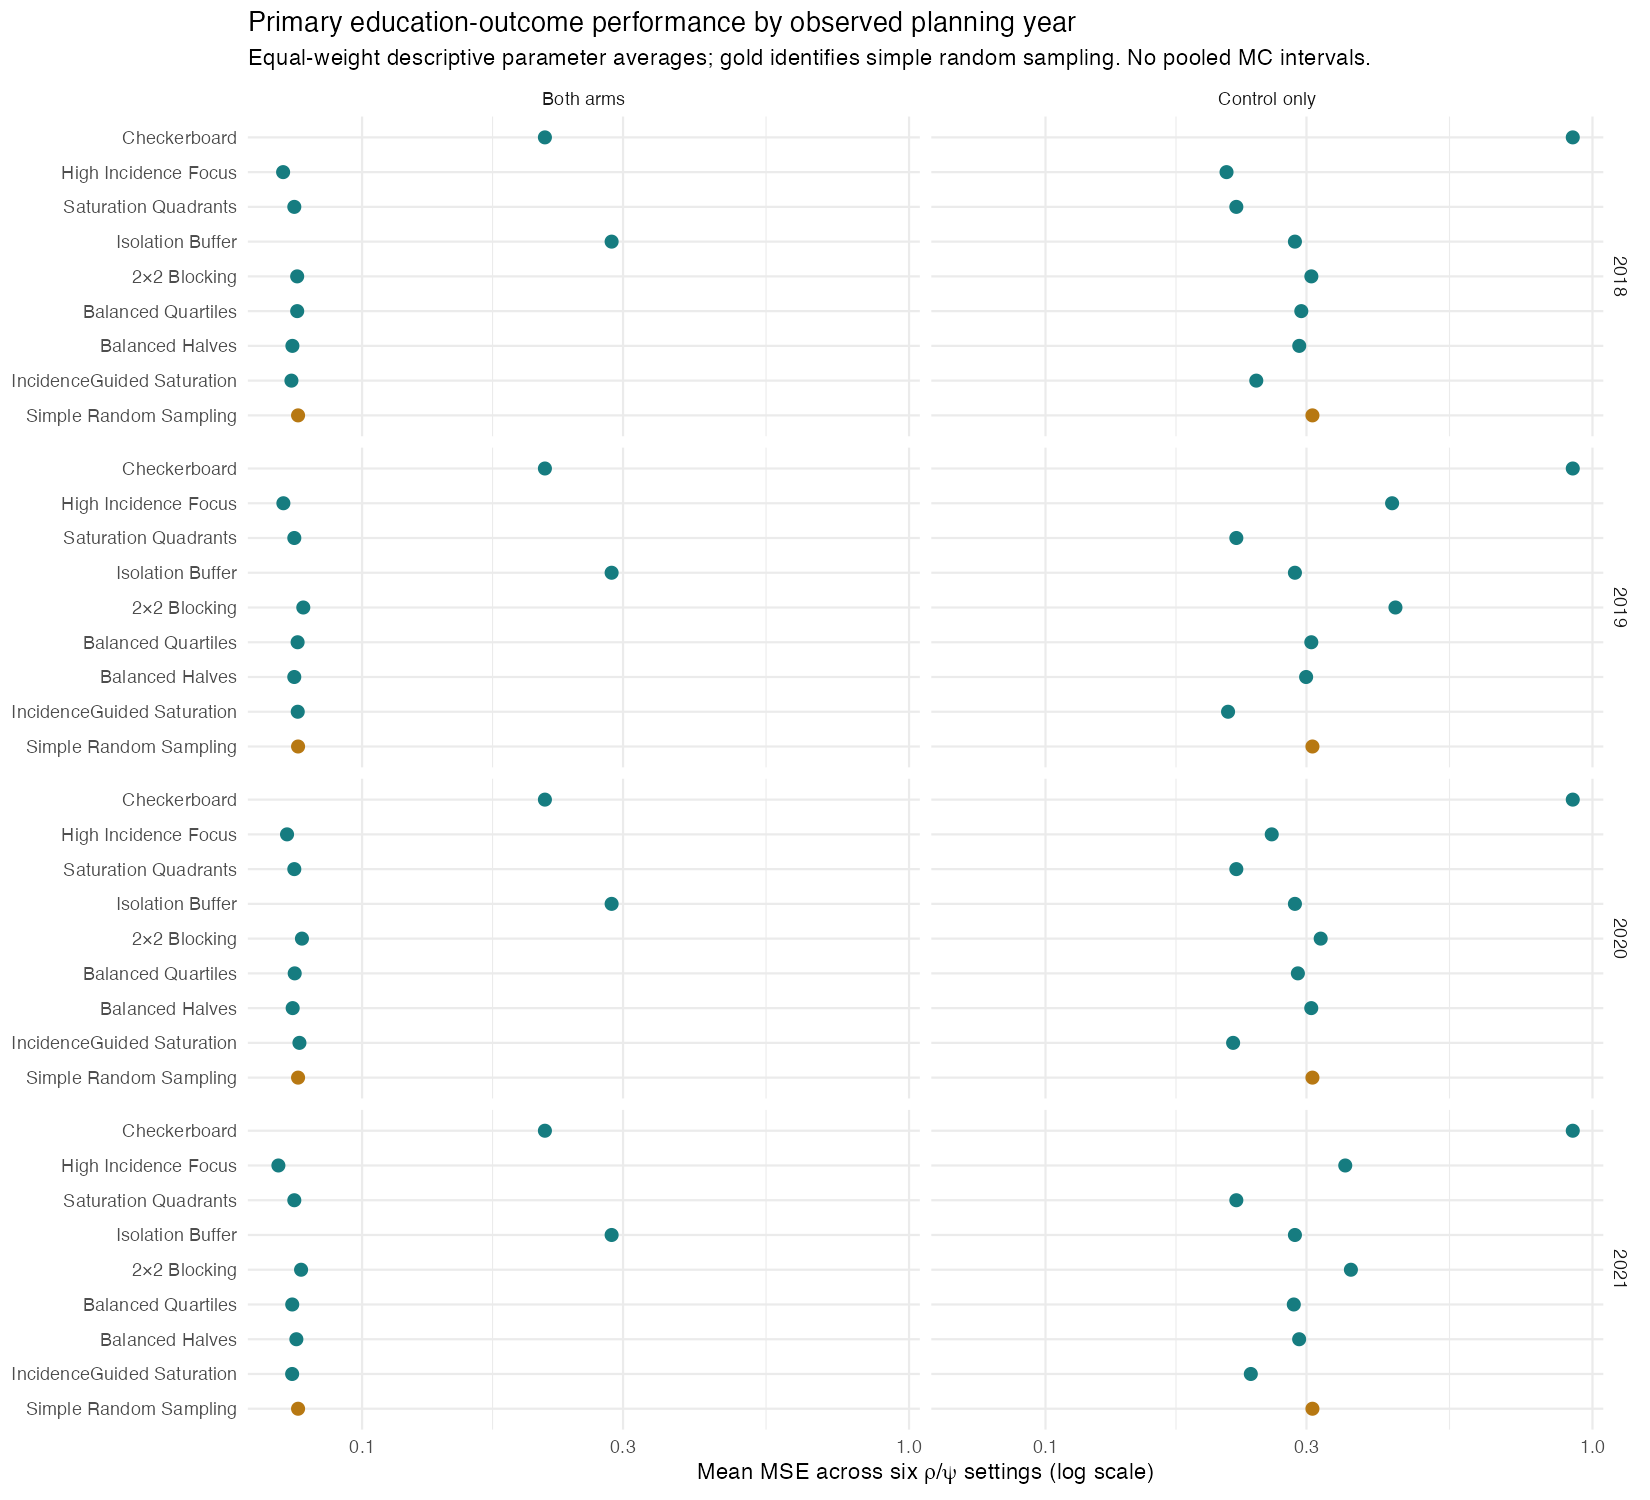 Primary education-outcome performance by observed planning year
Equal-weight descriptive parameter averages; gold identifies simple random sampling. No pooled MC intervals.
Both arms
Control only
Checkerboard
High Incidence Focus
Saturation Quadrants
Isolation Buffer
2×2 Blocking
Balanced Quartiles
Balanced Halves
IncidenceGuided Saturation
Simple Random Sampling
2018
Checkerboard
High Incidence Focus
Saturation Quadrants
Isolation Buffer
2×2 Blocking
Balanced Quartiles
Balanced Halves
IncidenceGuided Saturation
Simple Random Sampling
2019
Checkerboard
High Incidence Focus
Saturation Quadrants
Isolation Buffer
2×2 Blocking
Balanced Quartiles
Balanced Halves
IncidenceGuided Saturation
Simple Random Sampling
2020
Checkerboard
High Incidence Focus
Saturation Quadrants
Isolation Buffer
2×2 Blocking
Balanced Quartiles
Balanced Halves
IncidenceGuided Saturation
Simple Random Sampling
2021
0.1 0.3 1.0
0.1 0.3 1.0
Mean MSE across six ρ/ψ settings (log scale)